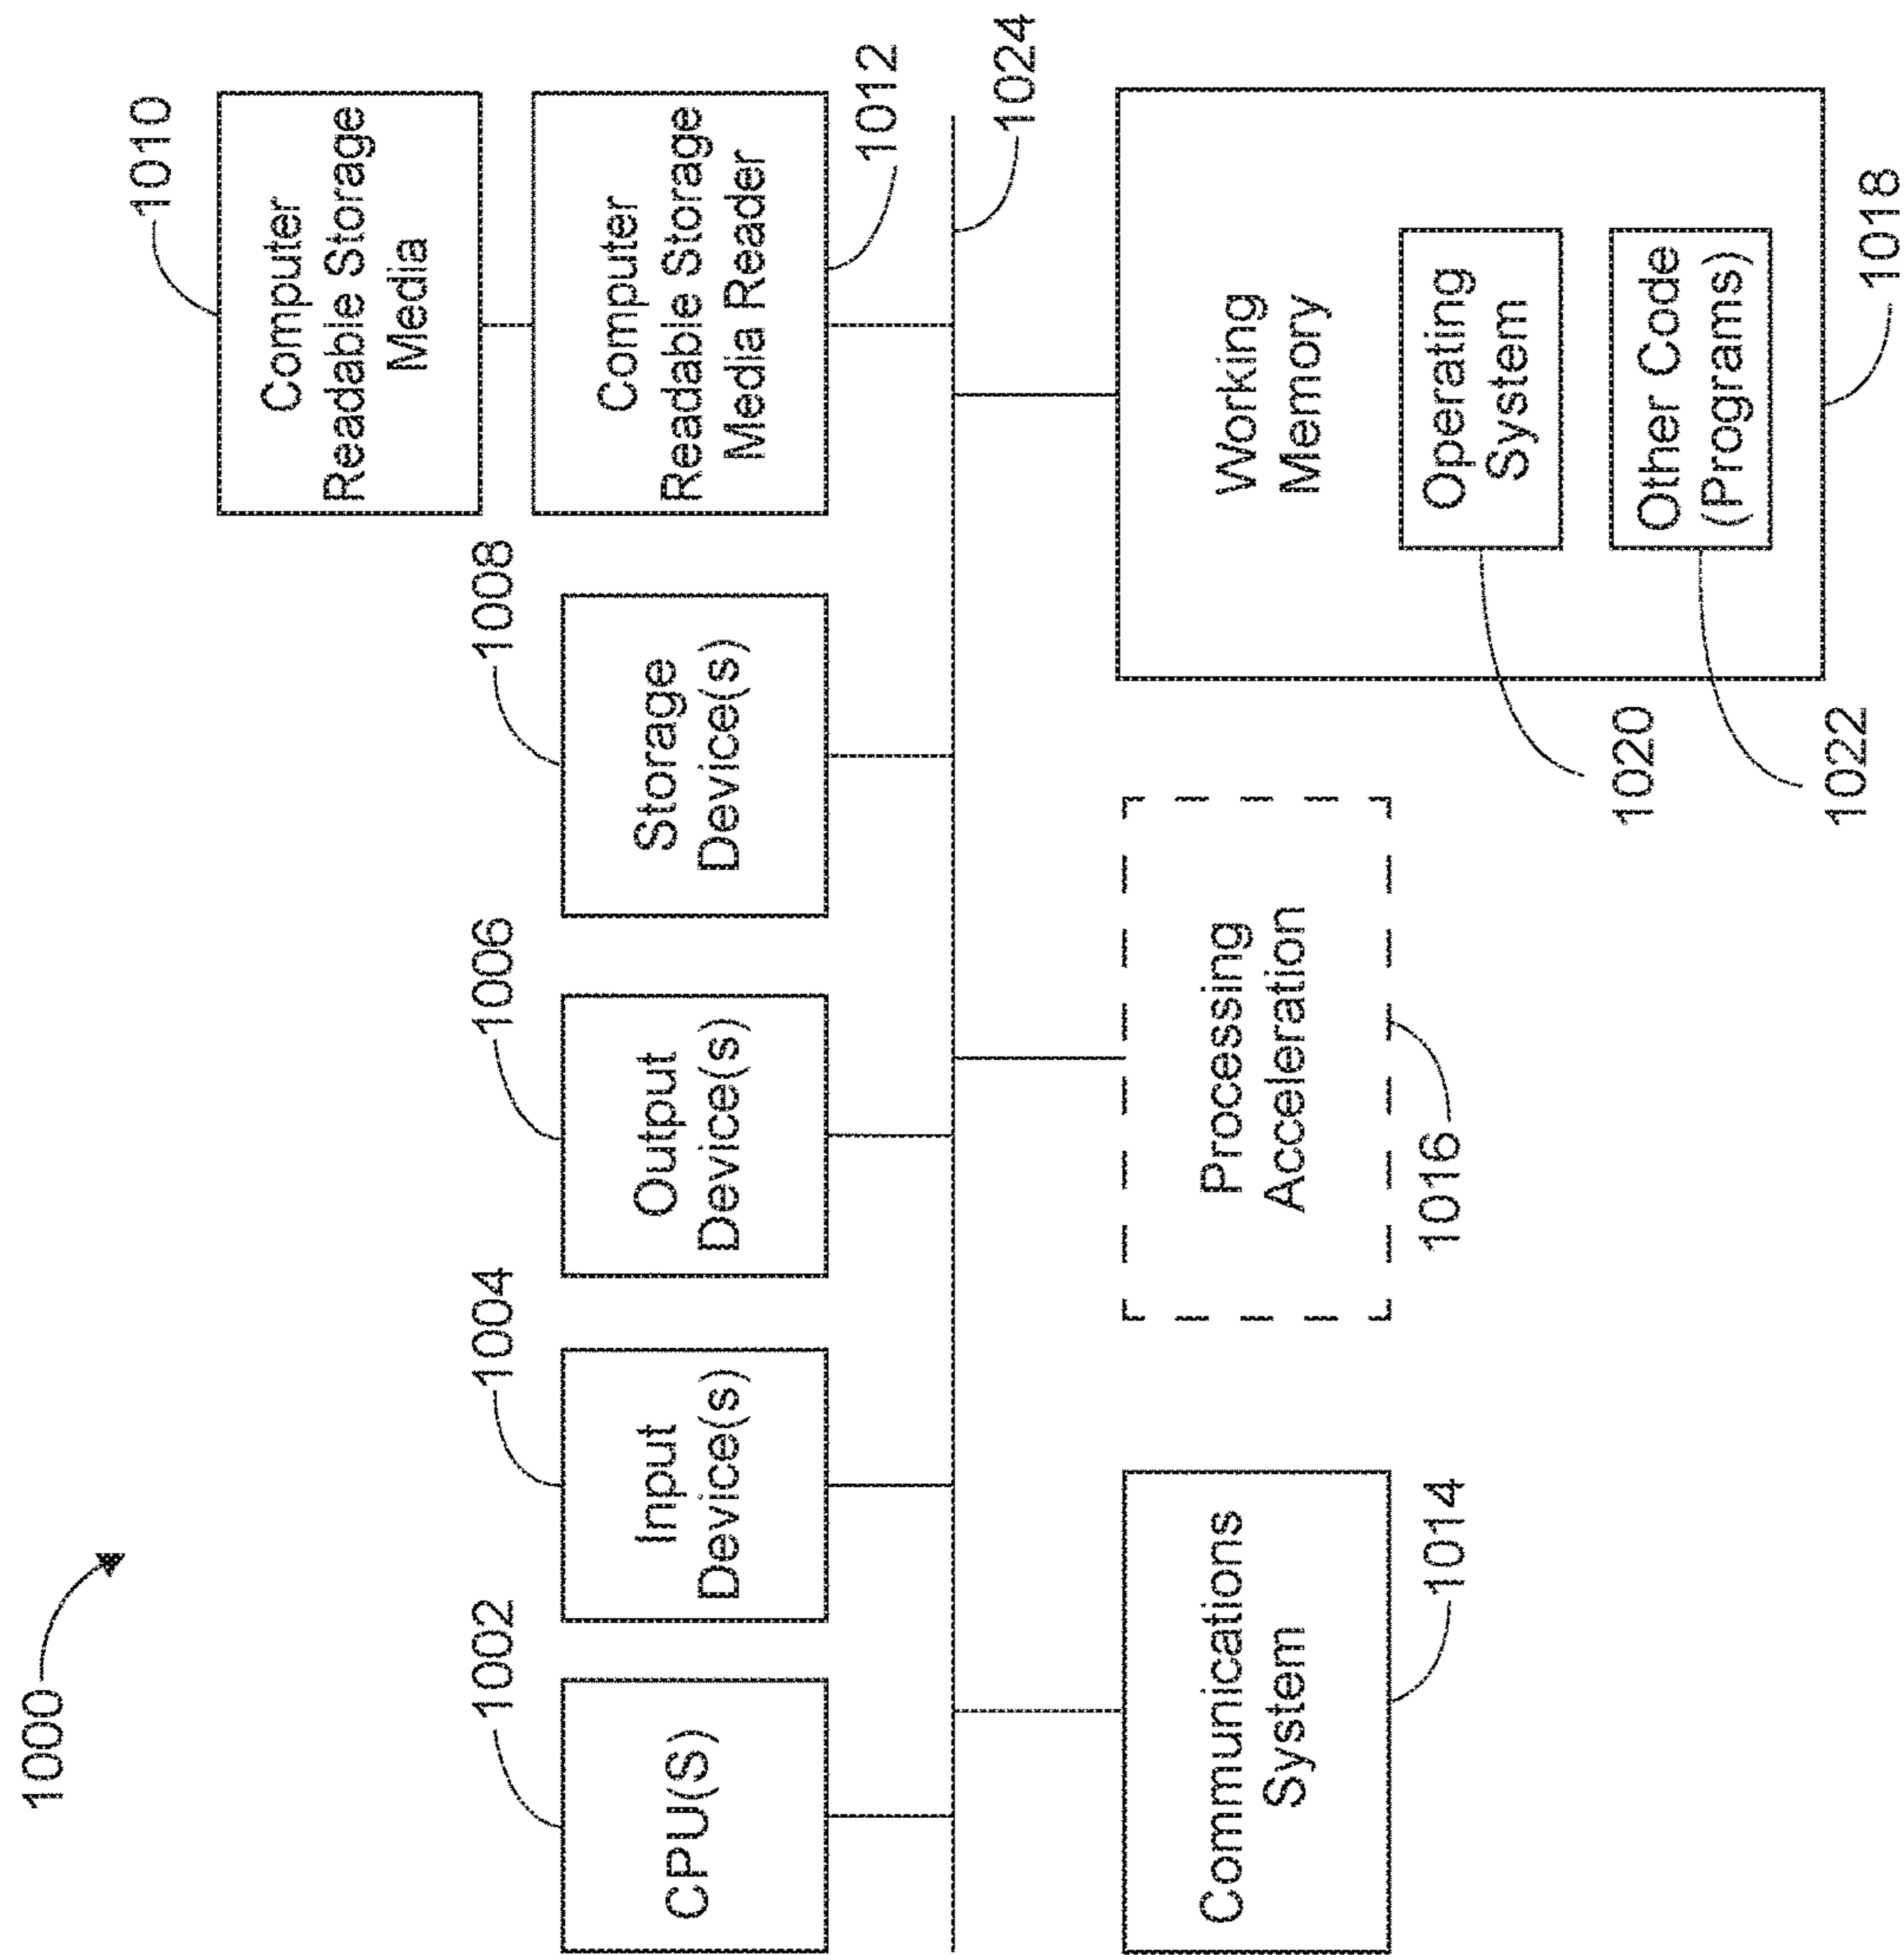 1000
1002
1004
1006
1008
1010
CPU(S)
Input
Device(s)
Output
Device(s)
Storage
Device(s)
Computer
Readable Storage
Media
Computer
Readable Storage
Media Reader
1012
1024
Communications
System
1014
Processing
Acceleration
1016
Working
Memory
Operating
System
Other Code
(Programs)
1020
1022
1018